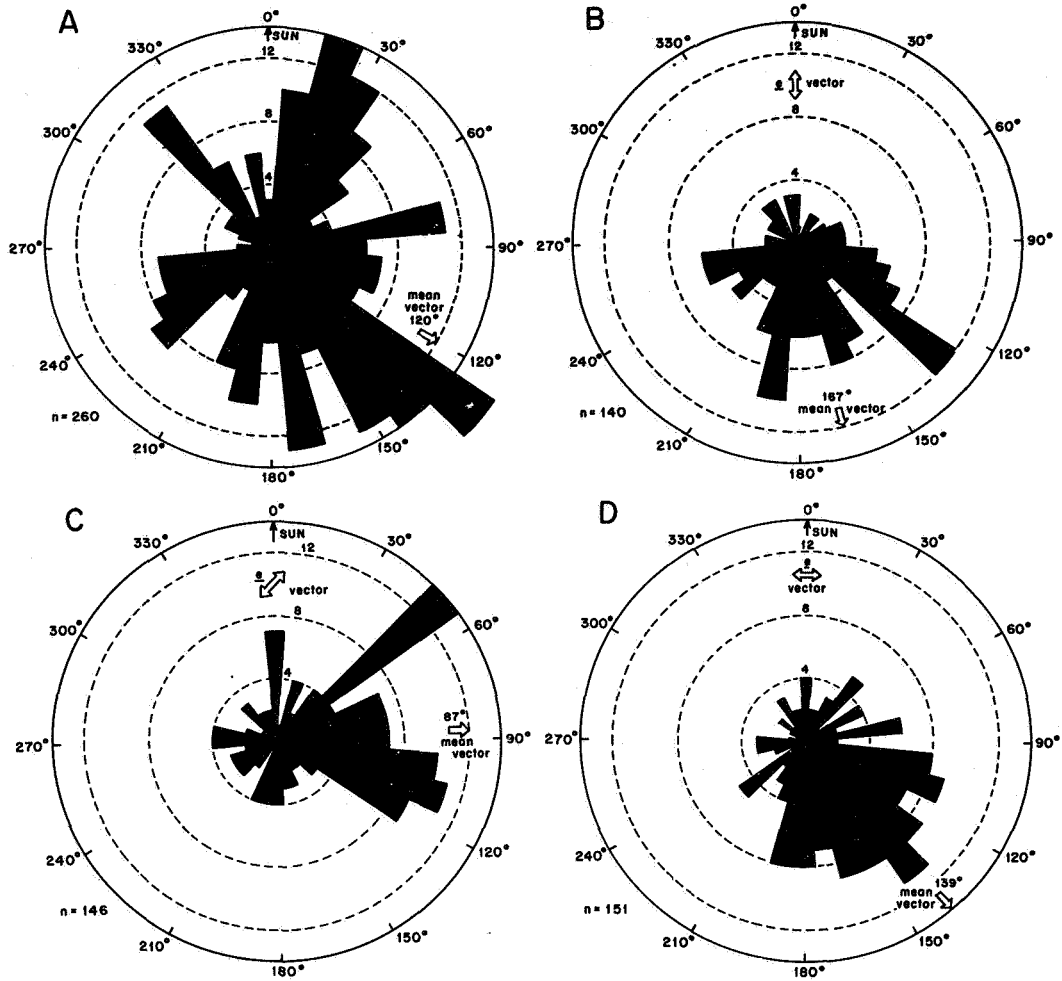 A
0°
SUN
12
330°
30°
300°
8
4
270°
90°
mean
vector
120°
240°
120°
n = 260
210°
150°
180°
B
0°
SUN
12
330°
30°
e vector
300°
8
60°
4
270°
90°
240°
120°
167°
mean vector
n = 140
210°
150°
180°
C
0°
SUN
12
330°
30°
e
vector
300°
8
60°
4
87°
270°
90°
mean
vector
240°
120°
n = 146
210°
150°
180°
D
0°
SUN
12
330°
30°
e
vector
300°
8
60°
4
270°
90°
240°
120°
139°
mean
vector
n = 151
210°
150°
180°
60°